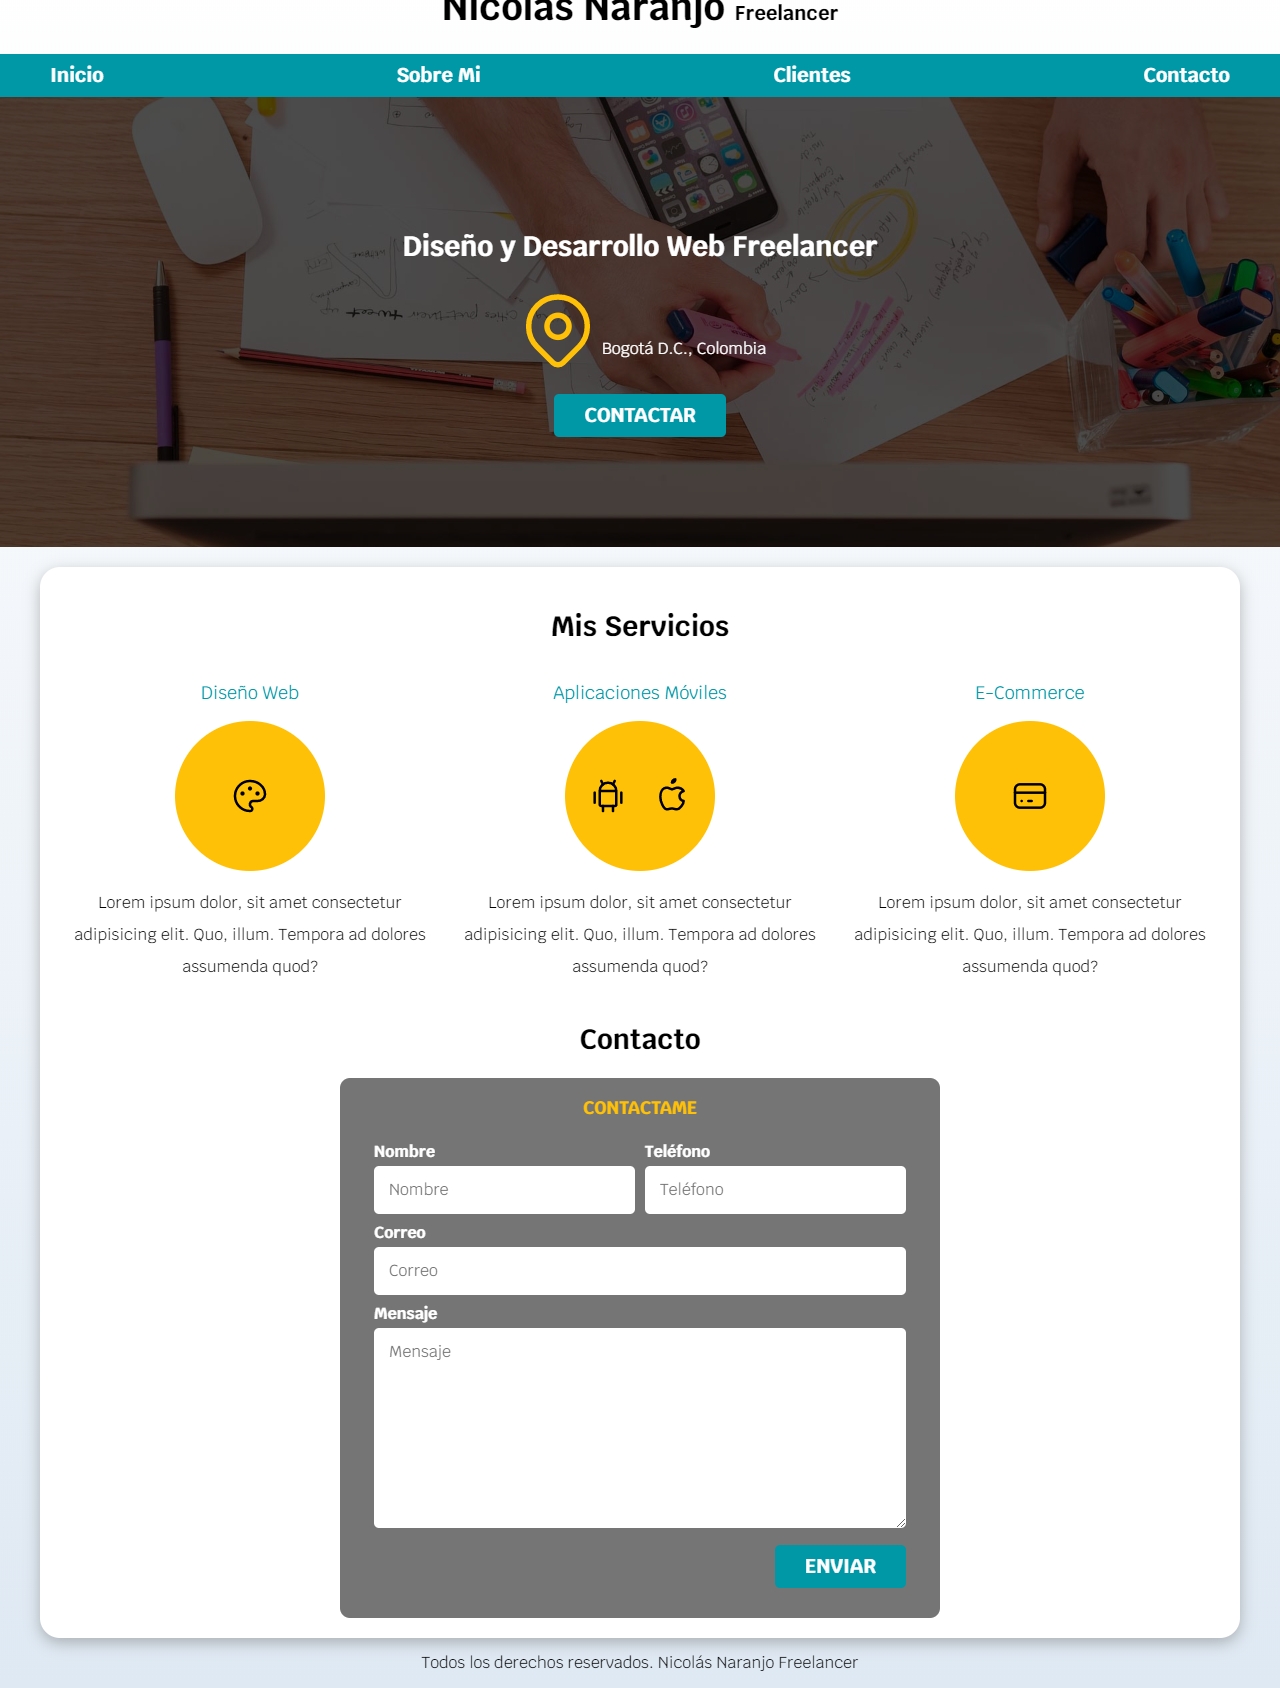 Nicolás Naranjo Freelancer
Inicio
Sobre Mi
Clientes
Contacto
Diseño y Desarrollo Web Freelancer
Bogotá D.C., Colombia
CONTACTAR
Mis Servicios
Diseño Web
Aplicaciones Móviles
E-Commerce
Lorem ipsum dolor, sit amet consectetur
adipisicing elit. Quo, illum. Tempora ad dolores
assumenda quod?
Lorem ipsum dolor, sit amet consectetur
adipisicing elit. Quo, illum. Tempora ad dolores
assumenda quod?
Lorem ipsum dolor, sit amet consectetur
adipisicing elit. Quo, illum. Tempora ad dolores
assumenda quod?
Contacto
CONTACTAME
Nombre
Teléfono
Nombre
Teléfono
Correo
Correo
Mensaje
Mensaje
ENVIAR
Todos los derechos reservados. Nicolás Naranjo Freelancer